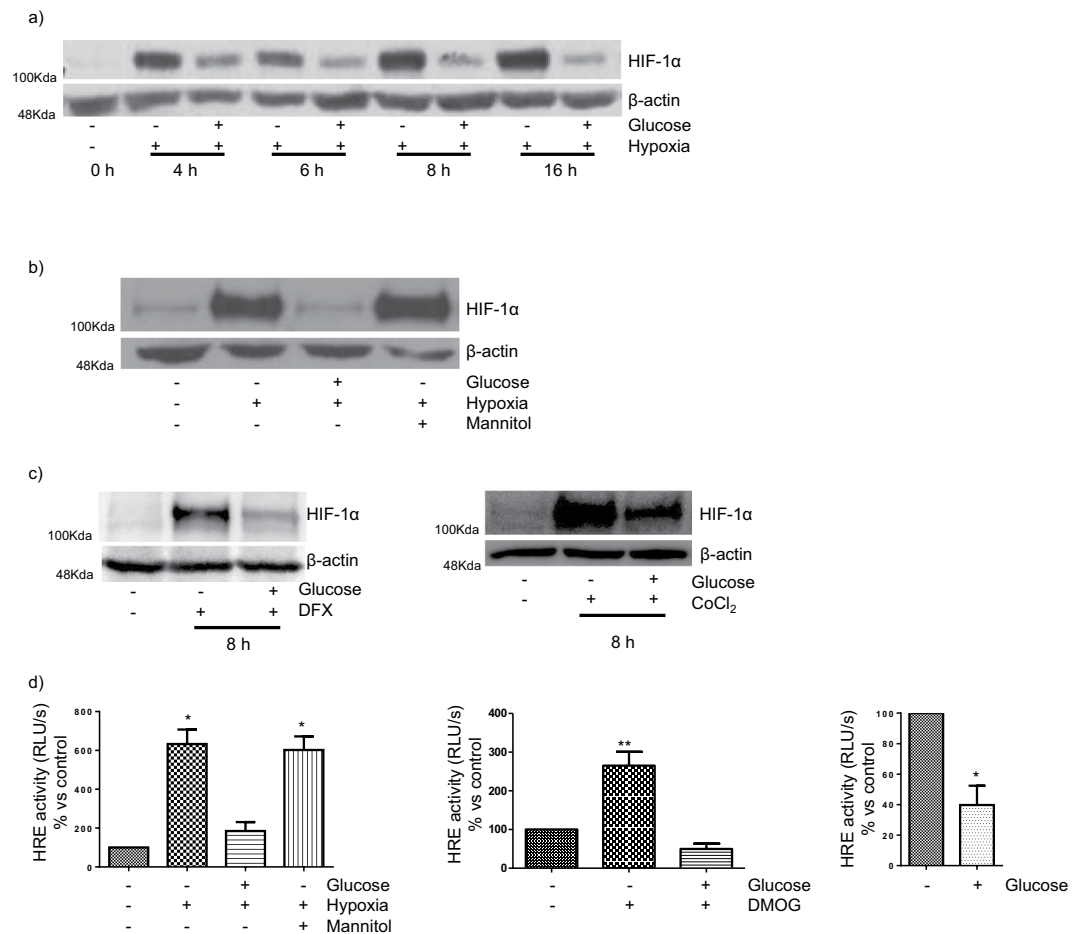 a)
HIF-1α
100Kda
β-actin
48Kda
- - + - + - + - + Glucose
- + + + + + + + + Hypoxia
0 h 4 h 6 h 8 h 16 h
b)
HIF-1α
100Kda
β-actin
48Kda
- - + - Glucose
- + + + Hypoxia
- - - + Mannitol
c)
HIF-1α
100Kda
β-actin
48Kda
- - + Glucose
- + + DFX
8 h
HIF-1α
100Kda
β-actin
48Kda
- - + Glucose
- + + CoCl₂
8 h
d)
HRE activity (RLU/s)
% vs control
800
600
400
200
0
* *
- - + - Glucose
- + + + Hypoxia
- - - + Mannitol
HRE activity (RLU/s)
% vs control
400
300
200
100
0
**
- - + Glucose
- + + DMOG
HRE activity (RLU/s)
% vs control
100
80
60
40
20
0
*
- + Glucose